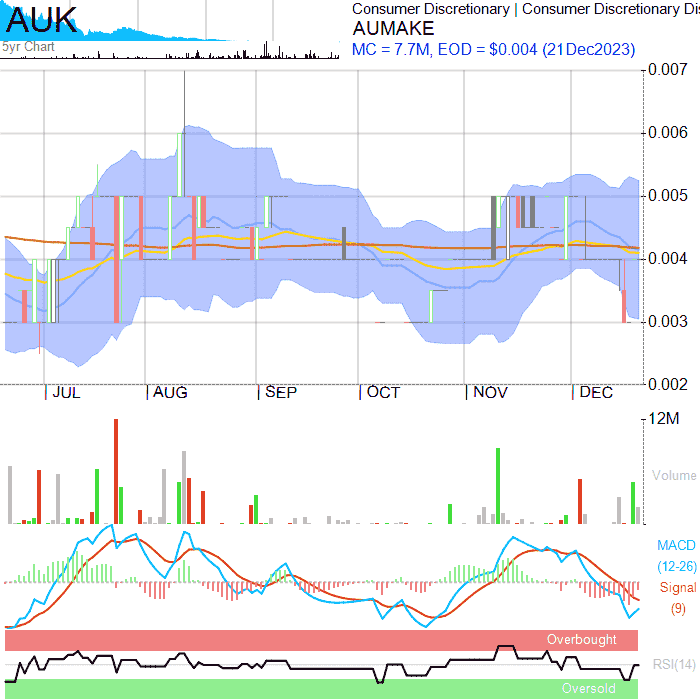 AUK
Consumer Discretionary | Consumer Discretionary Dis
AUMAKE
5yr Chart
MC = 7.7M, EOD = $0.004 (21Dec2023)
0.007
0.006
0.005
0.004
0.003
0.002
JUL
AUG
SEP
OCT
NOV
DEC
12M
Volume
MACD
(12-26)
Signal
(9)
Overbought
RSI(14)
Oversold